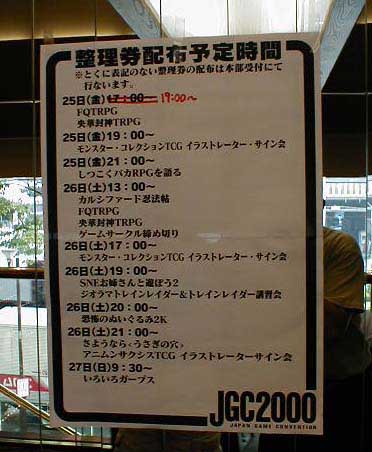 整理券配布予定時間
※とくに表記のない整理券の配布は本部受付にて
行ないます。
25日(金)17：00～ 19:00～
FQTRPG
央華封神TRPG
25日(金)19：00～
モンスター・コレクションTCG イラストレーター・サイン会
25日(金)21：00～
しつこくバカRPGを語る
26日(土)13：00～
カルシファード忍法帖
FQTRPG
央華封神TRPG
ゲームサークル締め切り
26日(土)17：00～
モンスター・コレクションTCG イラストレーター・サイン会
26日(土)19：00～
SNEお姉さんと遊ぼう2
ジオラマトレインレイダー&トレインレイダー講習会
26日(土)20：00～
恐怖のぬいぐるみ2K
26日(土)21：00～
さようなら<うさぎの穴>
アニムンサクシスTCG イラストレーターサイン会
27日(日)9：30～
いろいろガープス
JGC2000
JAPAN GAME CONVENTION